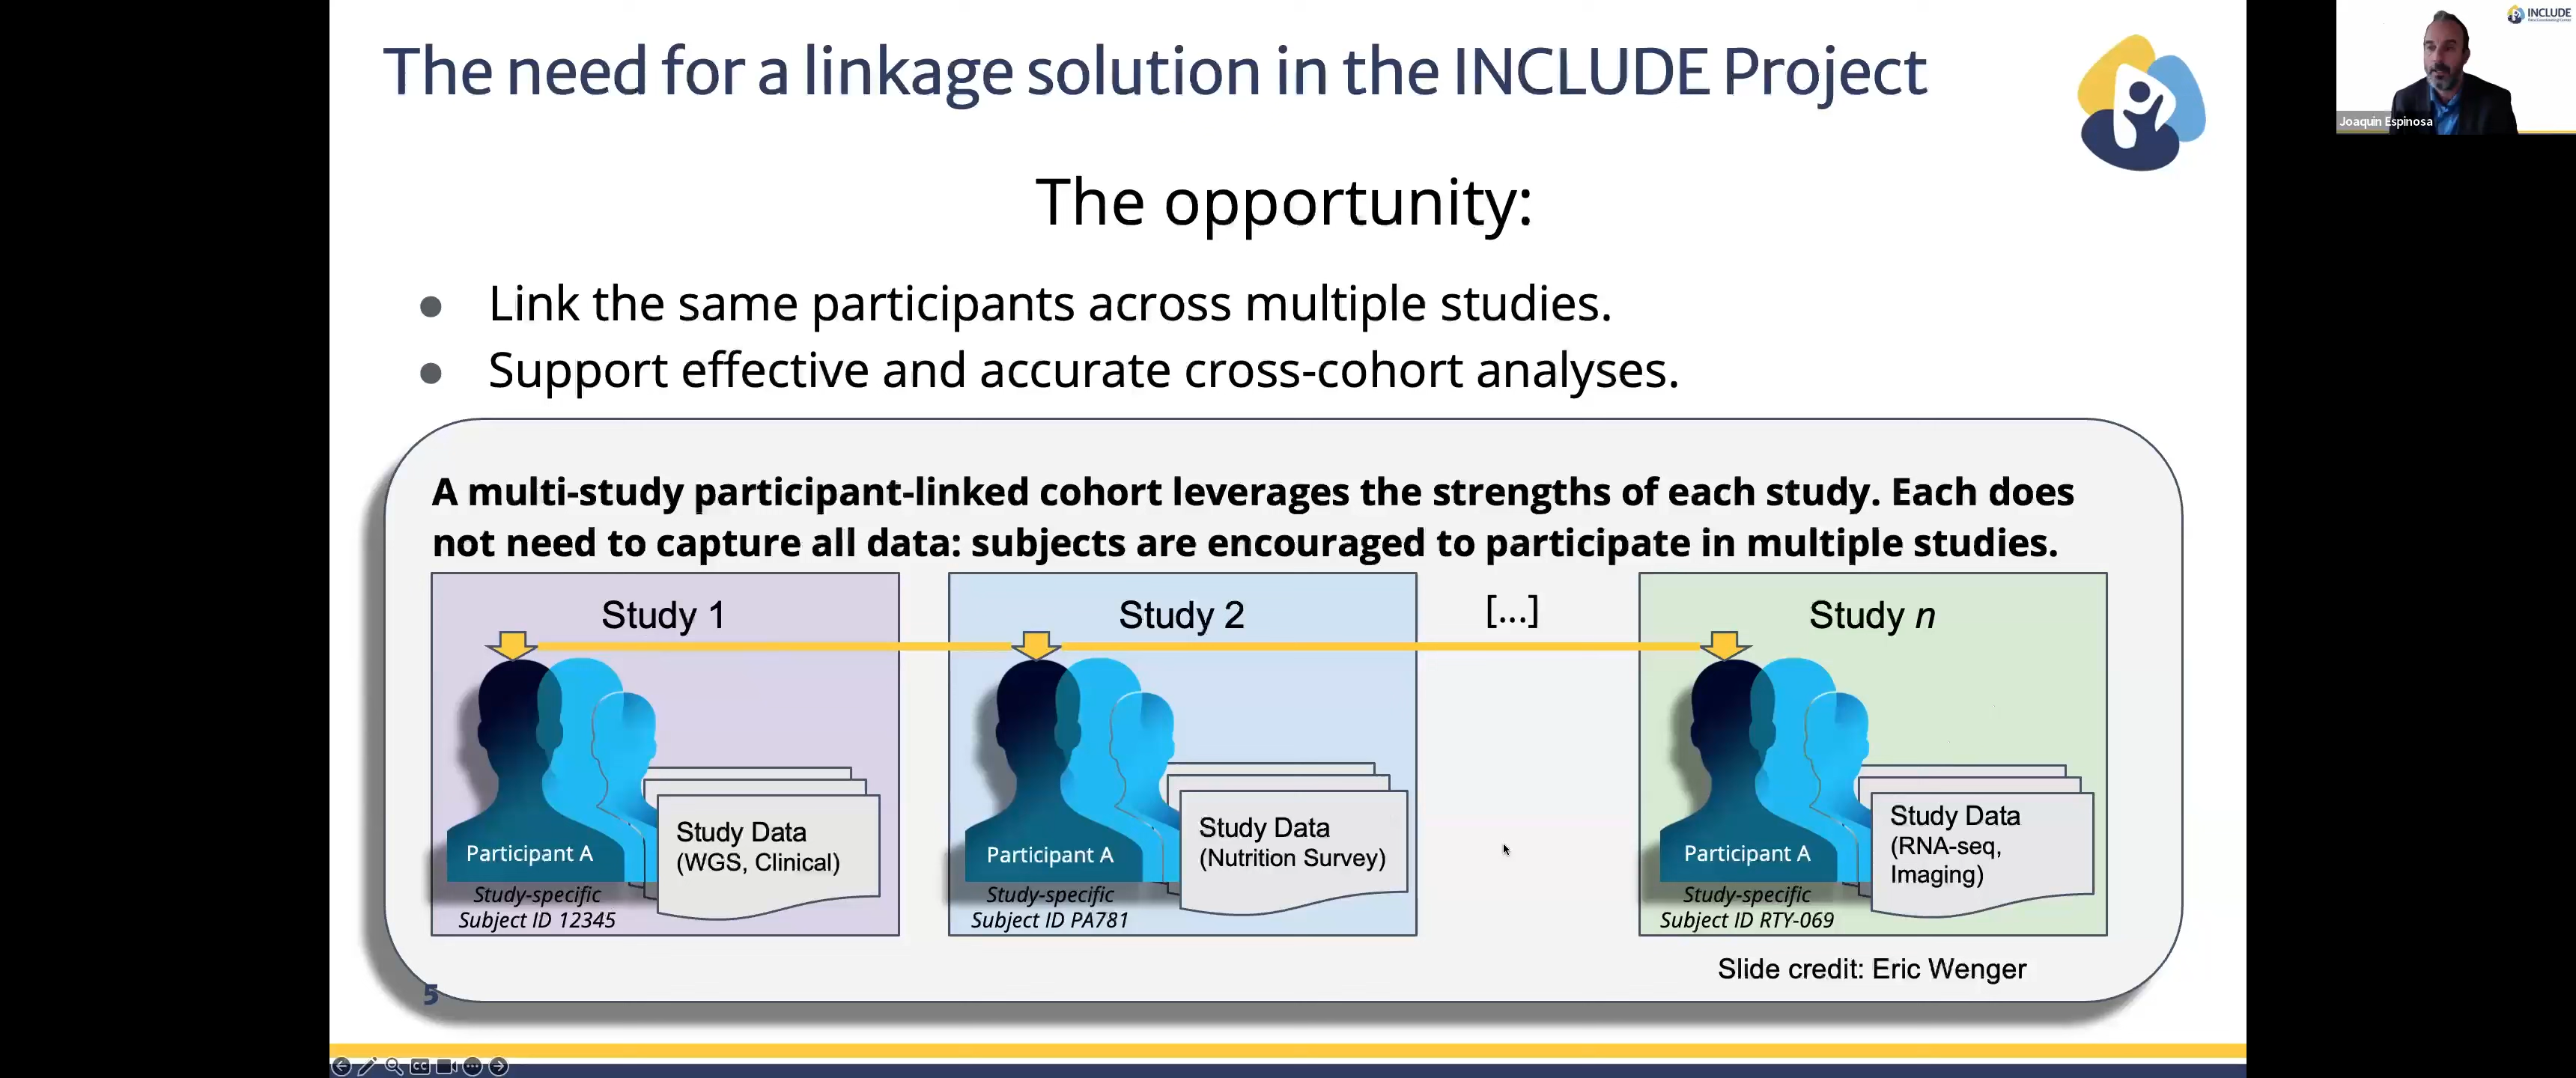 The need for a linkage solution in the INCLUDE Project
INCLUDE
Joaquin Espinosa
The opportunity:
Link the same participants across multiple studies.
Support effective and accurate cross-cohort analyses.
A multi-study participant-linked cohort leverages the strengths of each study. Each does
not need to capture all data: subjects are encouraged to participate in multiple studies.
Study 1
Participant A
Study-specific
Subject ID 12345
Study Data
(WGS, Clinical)
Study 2
Participant A
Study-specific
Subject ID PA781
Study Data
(Nutrition Survey)
[...]
Study n
Participant A
Study-specific
Subject ID RTY-069
Study Data
(RNA-seq,
Imaging)
Slide credit: Eric Wenger
5
CC